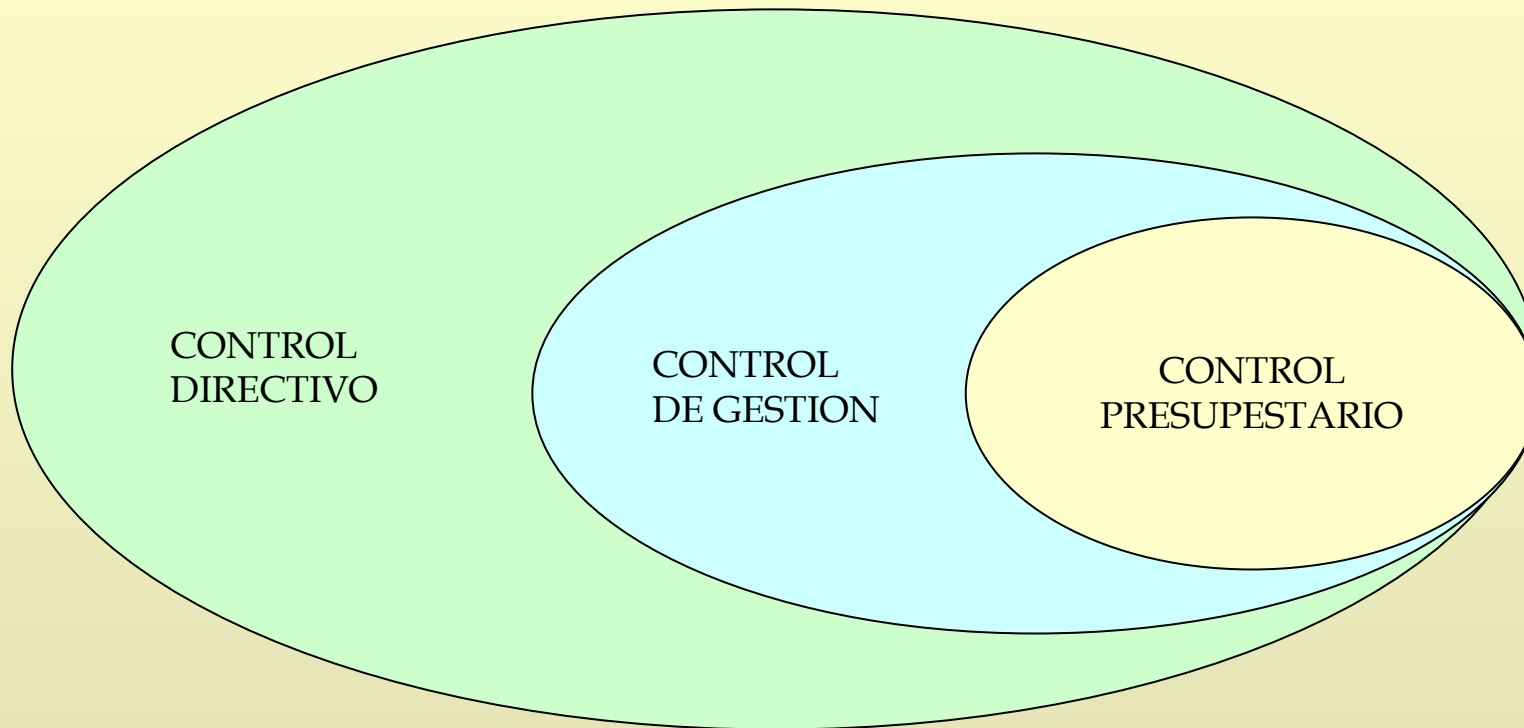 CONTROL
DIRECTIVO
CONTROL
DE GESTION
CONTROL
PRESUPESTARIO